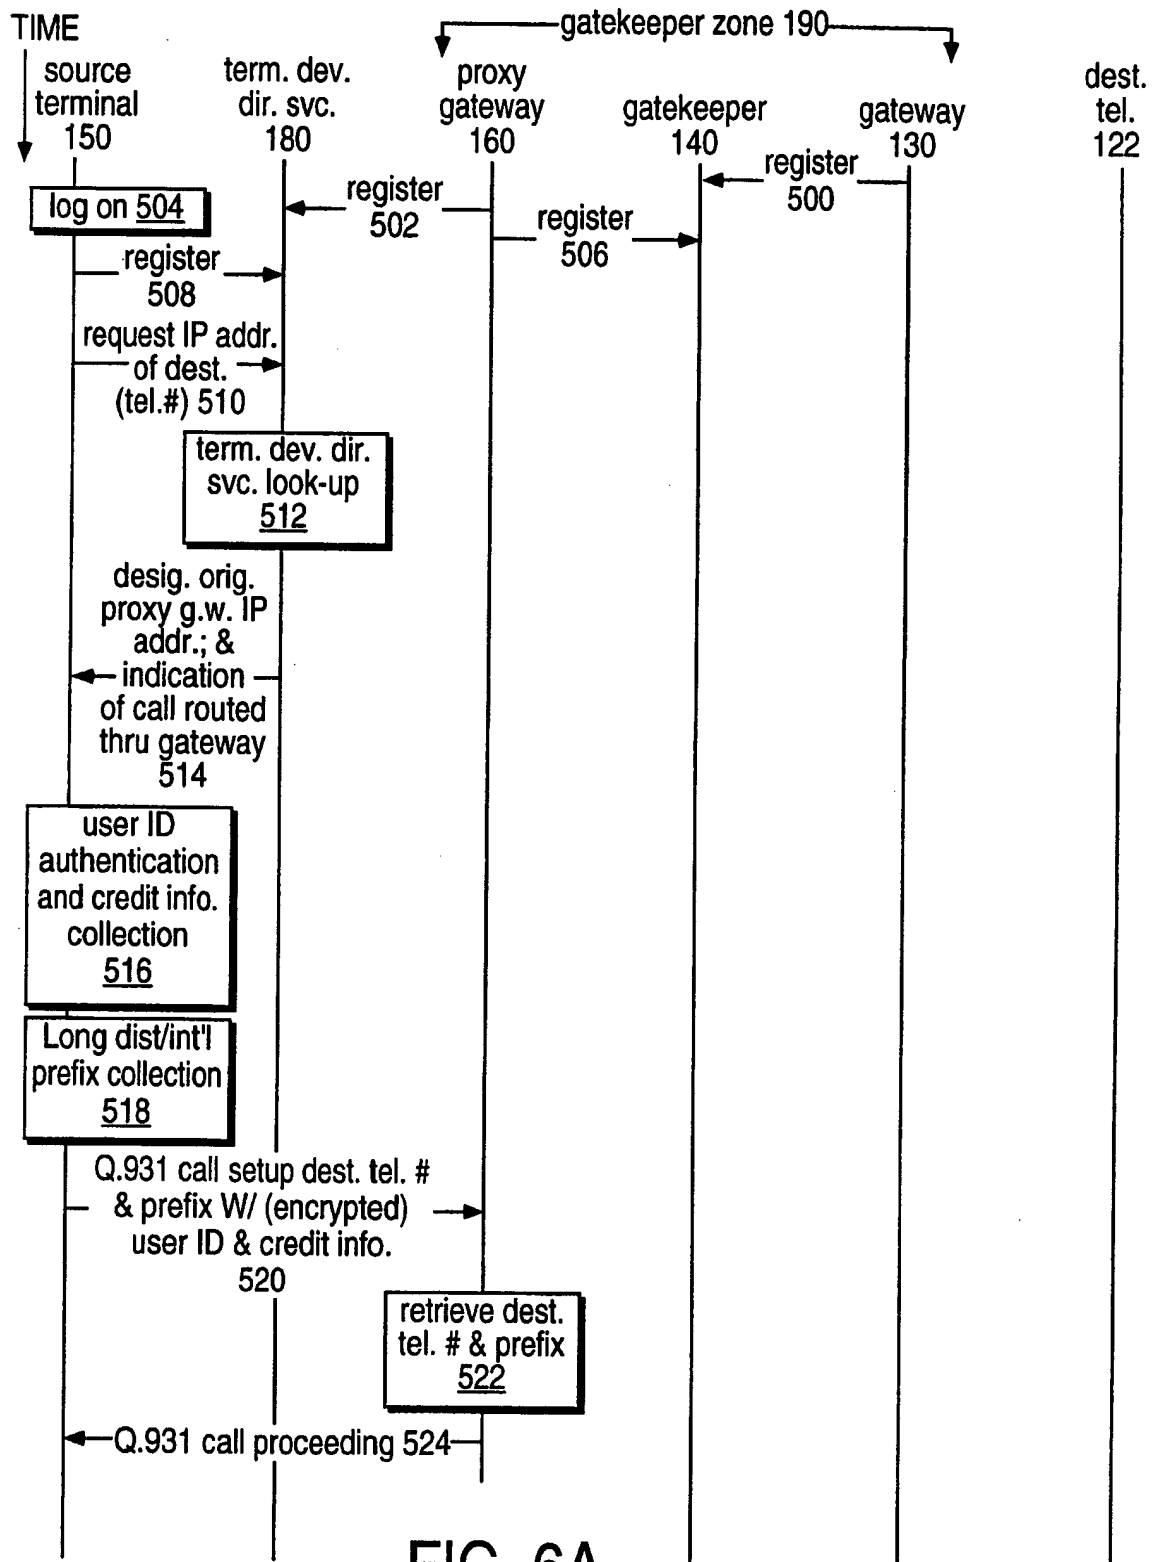 TIME
gatekeeper zone 190
source
terminal
150
term. dev.
dir. svc.
180
proxy
gateway
160
gatekeeper
140
gateway
130
dest.
tel.
122
register
500
log on 504
register
502
register
506
register
508
request IP addr.
of dest.
(tel.#) 510
term. dev. dir.
svc. look-up
512
desig. orig.
proxy g.w. IP
addr.; &
indication
of call routed
thru gateway
514
user ID
authentication
and credit info.
collection
516
Long dist/int'l
prefix collection
518
Q.931 call setup dest. tel. #
& prefix W/ (encrypted)
user ID & credit info.
520
retrieve dest.
tel. # & prefix
522
Q.931 call proceeding 524
FIG. 6A